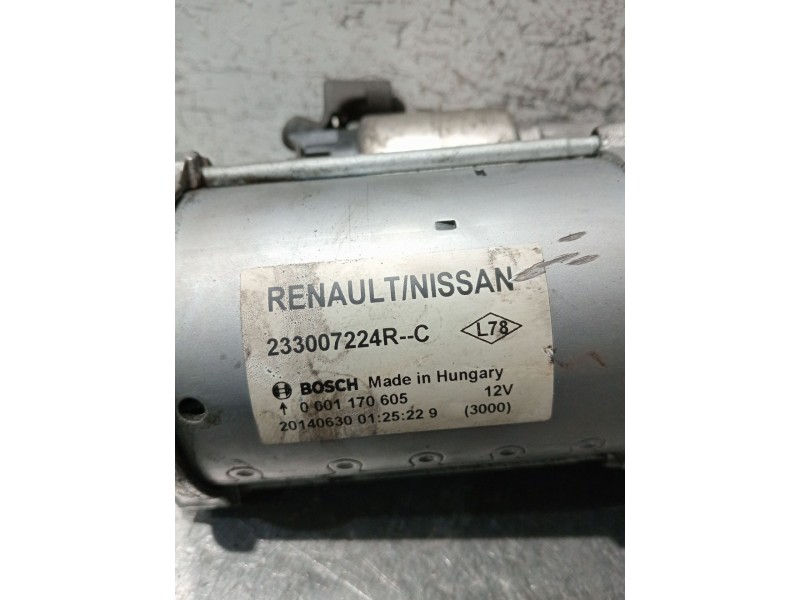 RENAULT/NISSAN
233007224R--C L78
BOSCH Made in Hungary
↑ 0 001 170 605 12V
20140630 01:25:22 9 (3000)